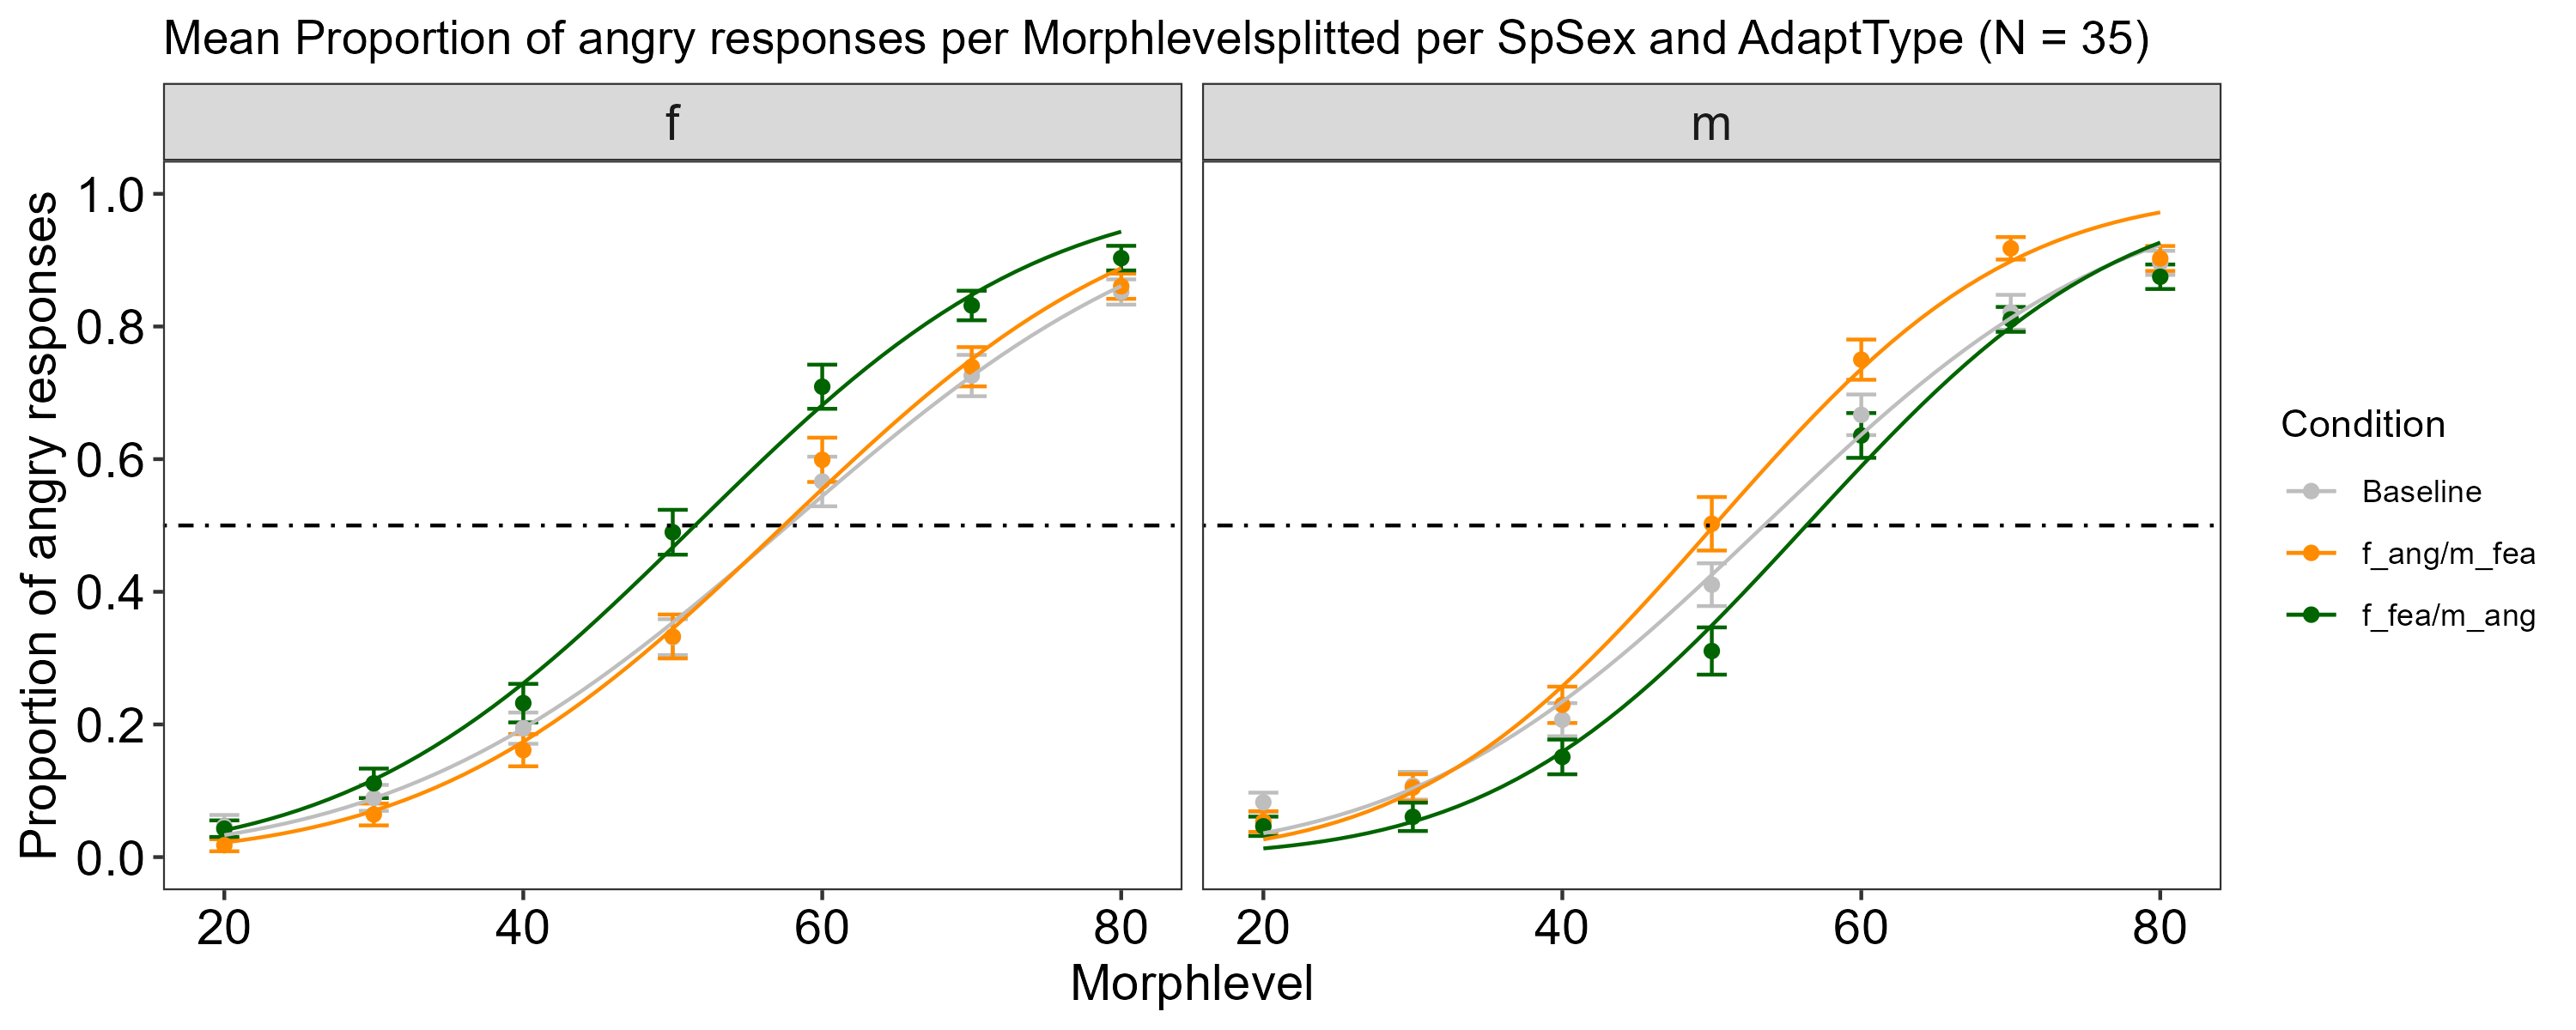 Mean Proportion of angry responses per Morphlevelsplitted per SpSex and AdaptType (N = 35)
f
m
Proportion of angry responses
1.0
0.8
0.6
0.4
0.2
0.0
20
40
60
80
20
40
60
80
Morphlevel
Condition
Baseline
f_ang/m_fea
f_fea/m_ang